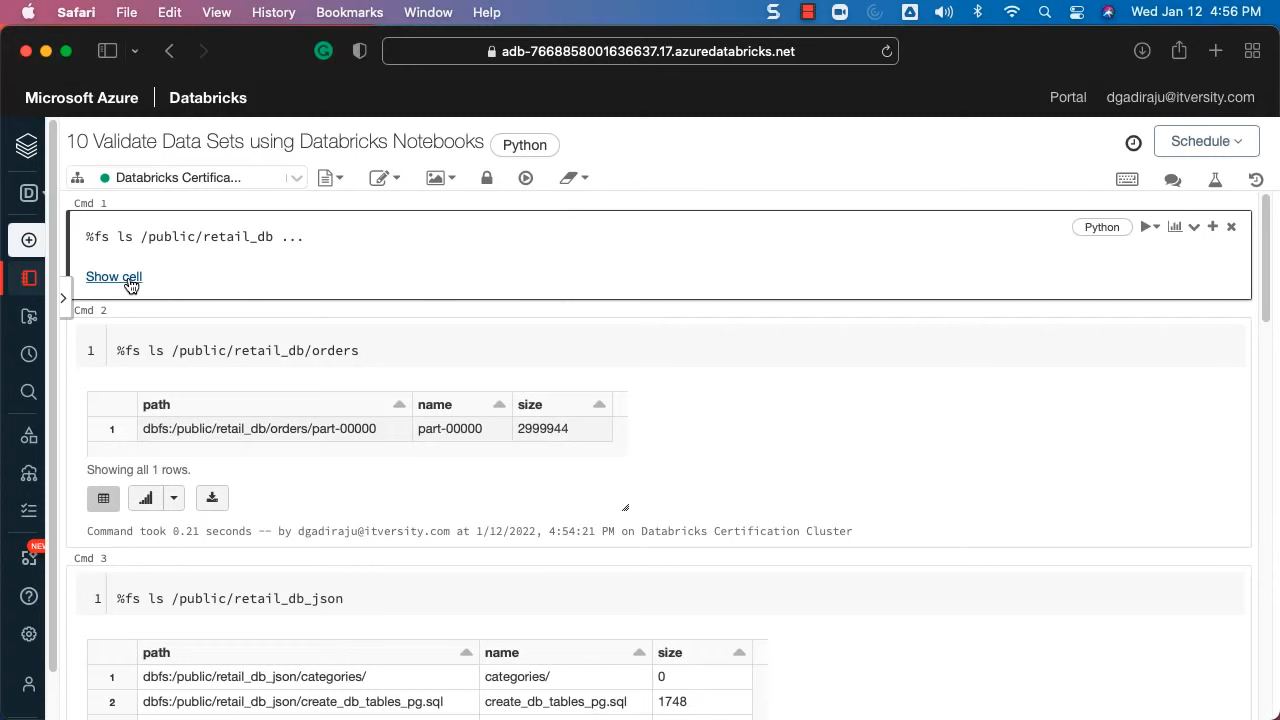 Safari File Edit View History Bookmarks Window Help Wed Jan 12 4:56 PM
adb-7668858001636637.17.azuredatabricks.net
Microsoft Azure Databricks Portal dgadiraju@itversity.com
10 Validate Data Sets using Databricks Notebooks Python Schedule
D Databricks Certifica...
Cmd 1
%fs ls /public/retail_db ... Python
Show cell
Cmd 2
1 %fs ls /public/retail_db/orders
path name size
1 dbfs:/public/retail_db/orders/part-00000 part-00000 2999944
Showing all 1 rows.
Command took 0.21 seconds -- by dgadiraju@itversity.com at 1/12/2022, 4:54:21 PM on Databricks Certification Cluster
NEW
Cmd 3
1 %fs ls /public/retail_db_json
path name size
1 dbfs:/public/retail_db_json/categories/ categories/ 0
2 dbfs:/public/retail_db_json/create_db_tables_pg.sql create_db_tables_pg.sql 1748